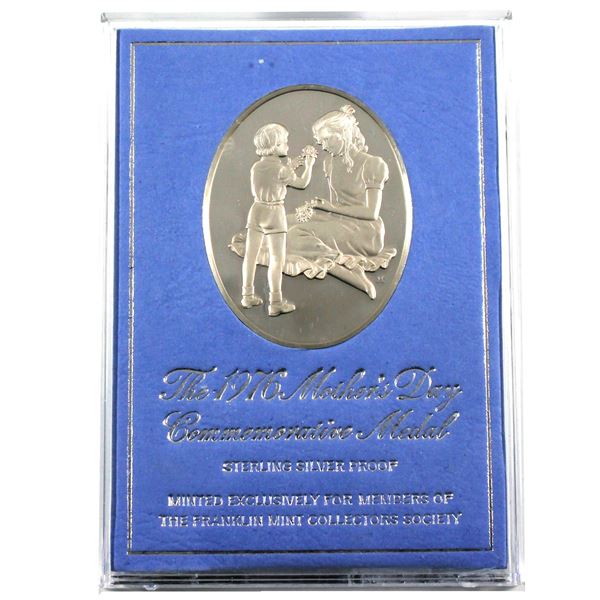 The 1976 Mother's Day
Commemorative Medal
STERLING SILVER PROOF
MINTED EXCLUSIVELY FOR MEMBERS OF
THE FRANKLIN MINT COLLECTORS SOCIETY